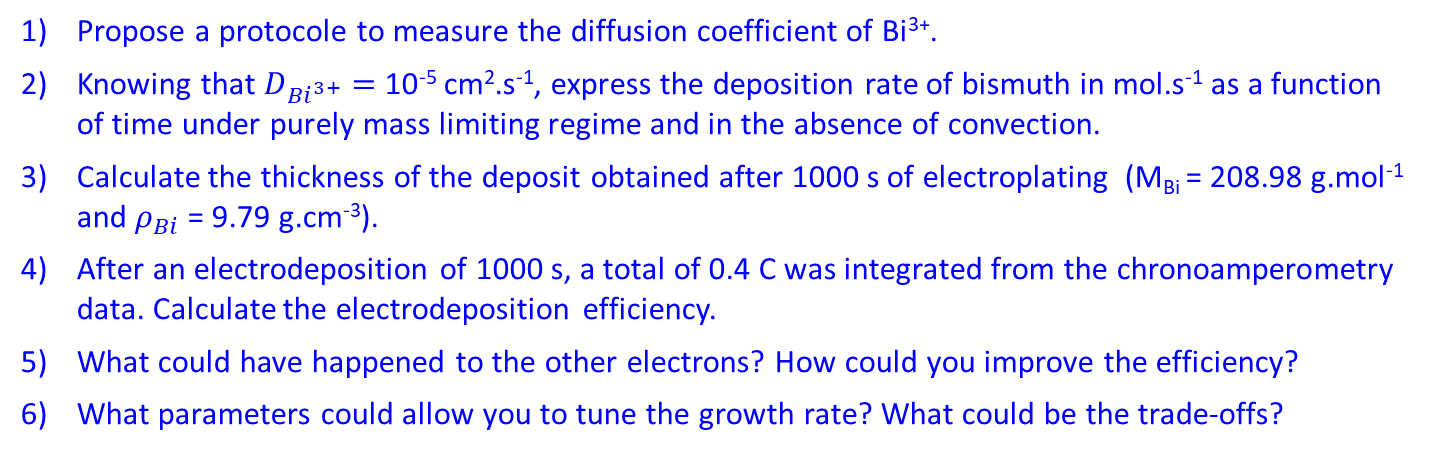 1) Propose a protocole to measure the diffusion coefficient of Bi³⁺.
2) Knowing that D_{Bi³⁺} = 10⁻⁵ cm².s⁻¹, express the deposition rate of bismuth in mol.s⁻¹ as a function
of time under purely mass limiting regime and in the absence of convection.
3) Calculate the thickness of the deposit obtained after 1000 s of electroplating (M_{Bi} = 208.98 g.mol⁻¹
and ρ_{Bi} = 9.79 g.cm⁻³).
4) After an electrodeposition of 1000 s, a total of 0.4 C was integrated from the chronoamperometry
data. Calculate the electrodeposition efficiency.
5) What could have happened to the other electrons? How could you improve the efficiency?
6) What parameters could allow you to tune the growth rate? What could be the trade-offs?